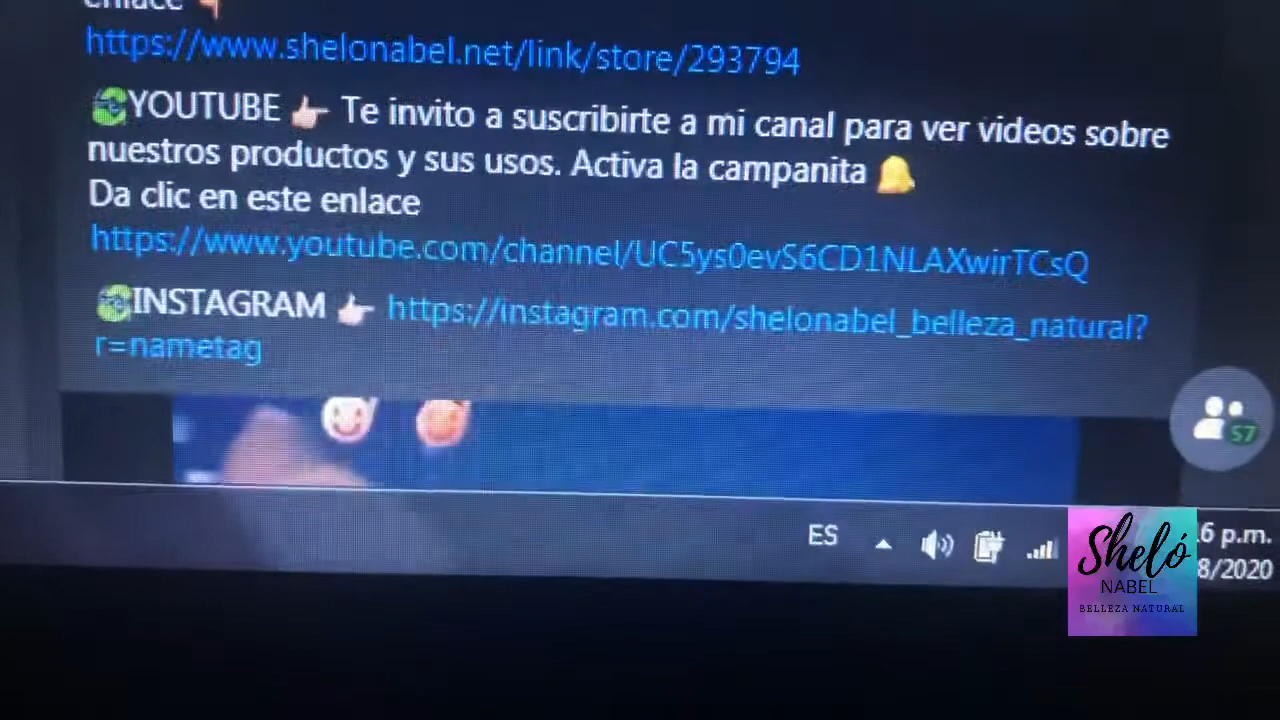 enlace 👇
https://www.shelonabel.net/link/store/293794
YOUTUBE 👉 Te invito a suscribirte a mi canal para ver videos sobre
nuestros productos y sus usos. Activa la campanita 🔔
Da clic en este enlace
https://www.youtube.com/channel/UC5ys0evS6CD1NLAXwirTCsQ
INSTAGRAM 👉 https://instagram.com/shelonabel_belleza_natural?
r=nametag
57
ES
6 p.m.
8/2020
Sheló
NABEL
BELLEZA NATURAL